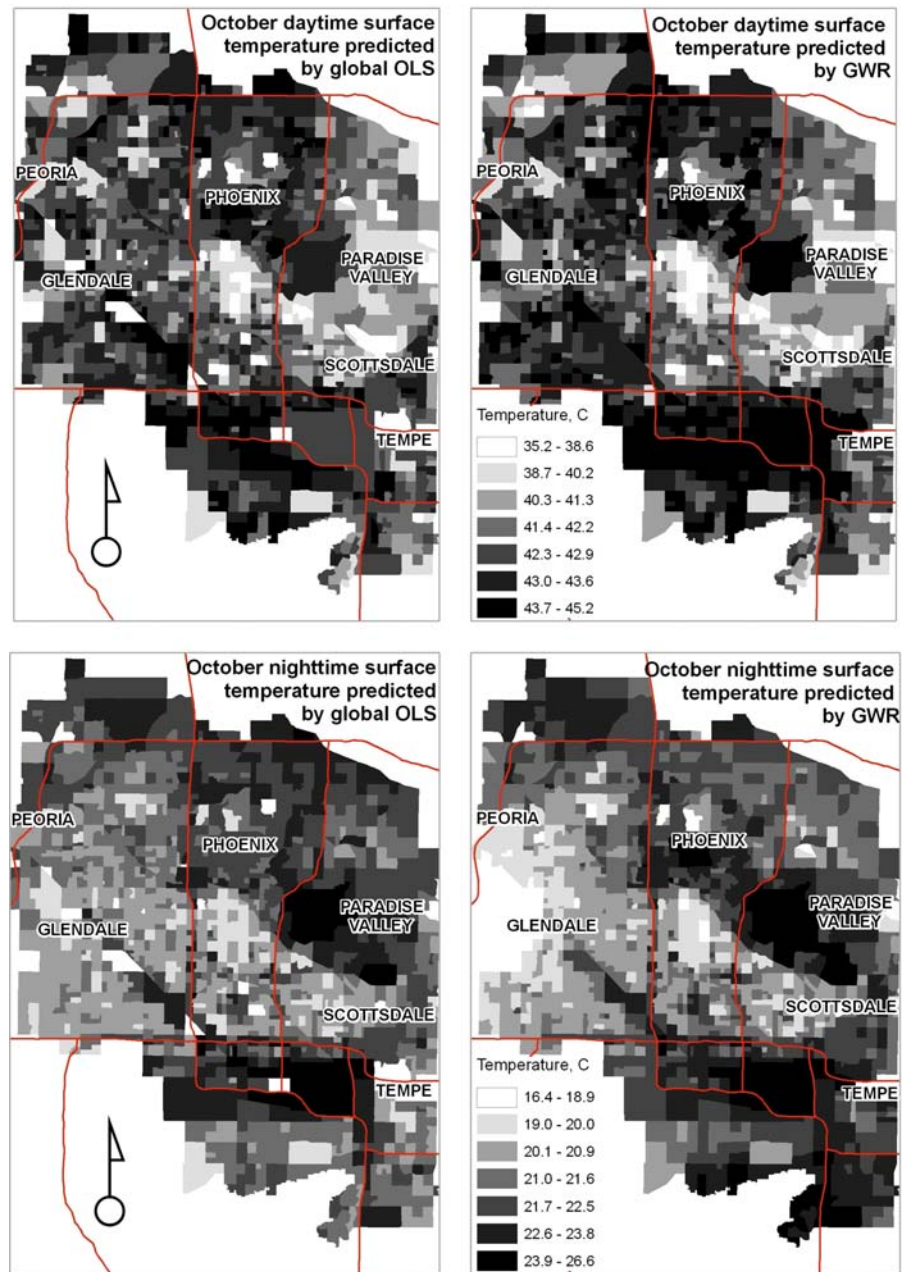 October daytime surface
temperature predicted
by global OLS
PEORIA
PHOENIX
GLENDALE
PARADISE
VALLEY
SCOTTSDALE
TEMPE
October daytime surface
temperature predicted
by GWR
PEORIA
PHOENIX
GLENDALE
PARADISE
VALLEY
SCOTTSDALE
TEMPE
Temperature, C
35.2 - 38.6
38.7 - 40.2
40.3 - 41.3
41.4 - 42.2
42.3 - 42.9
43.0 - 43.6
43.7 - 45.2
October nighttime surface
temperature predicted
by global OLS
PEORIA
PHOENIX
GLENDALE
PARADISE
VALLEY
SCOTTSDALE
TEMPE
October nighttime surface
temperature predicted
by GWR
PEORIA
PHOENIX
GLENDALE
PARADISE
VALLEY
SCOTTSDALE
TEMPE
Temperature, C
16.4 - 18.9
19.0 - 20.0
20.1 - 20.9
21.0 - 21.6
21.7 - 22.5
22.6 - 23.8
23.9 - 26.6